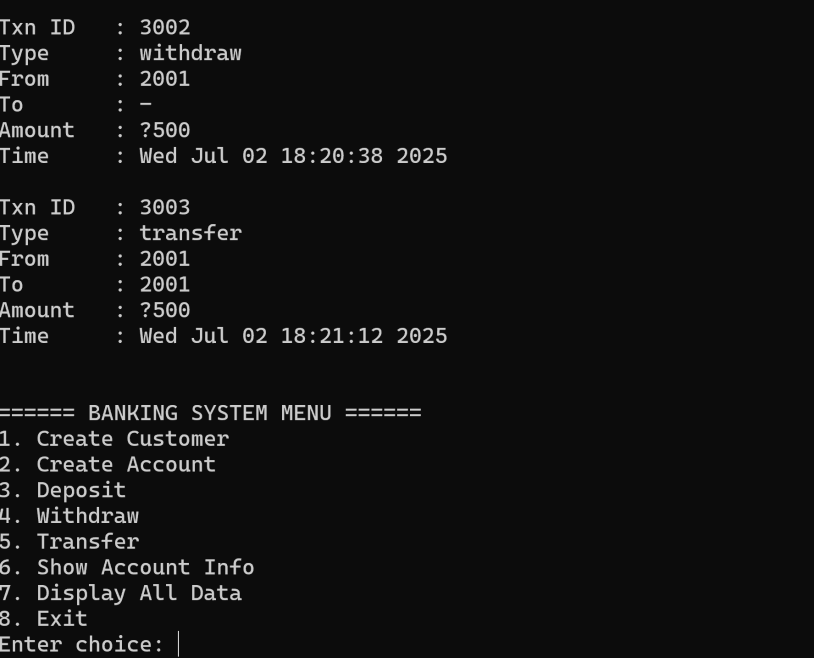 Txn ID   : 3002
Type     : withdraw
From     : 2001
To       : -
Amount   : ?500
Time     : Wed Jul 02 18:20:38 2025
Txn ID   : 3003
Type     : transfer
From     : 2001
To       : 2001
Amount   : ?500
Time     : Wed Jul 02 18:21:12 2025
====== BANKING SYSTEM MENU ======
1. Create Customer
2. Create Account
3. Deposit
4. Withdraw
5. Transfer
6. Show Account Info
7. Display All Data
8. Exit
Enter choice: